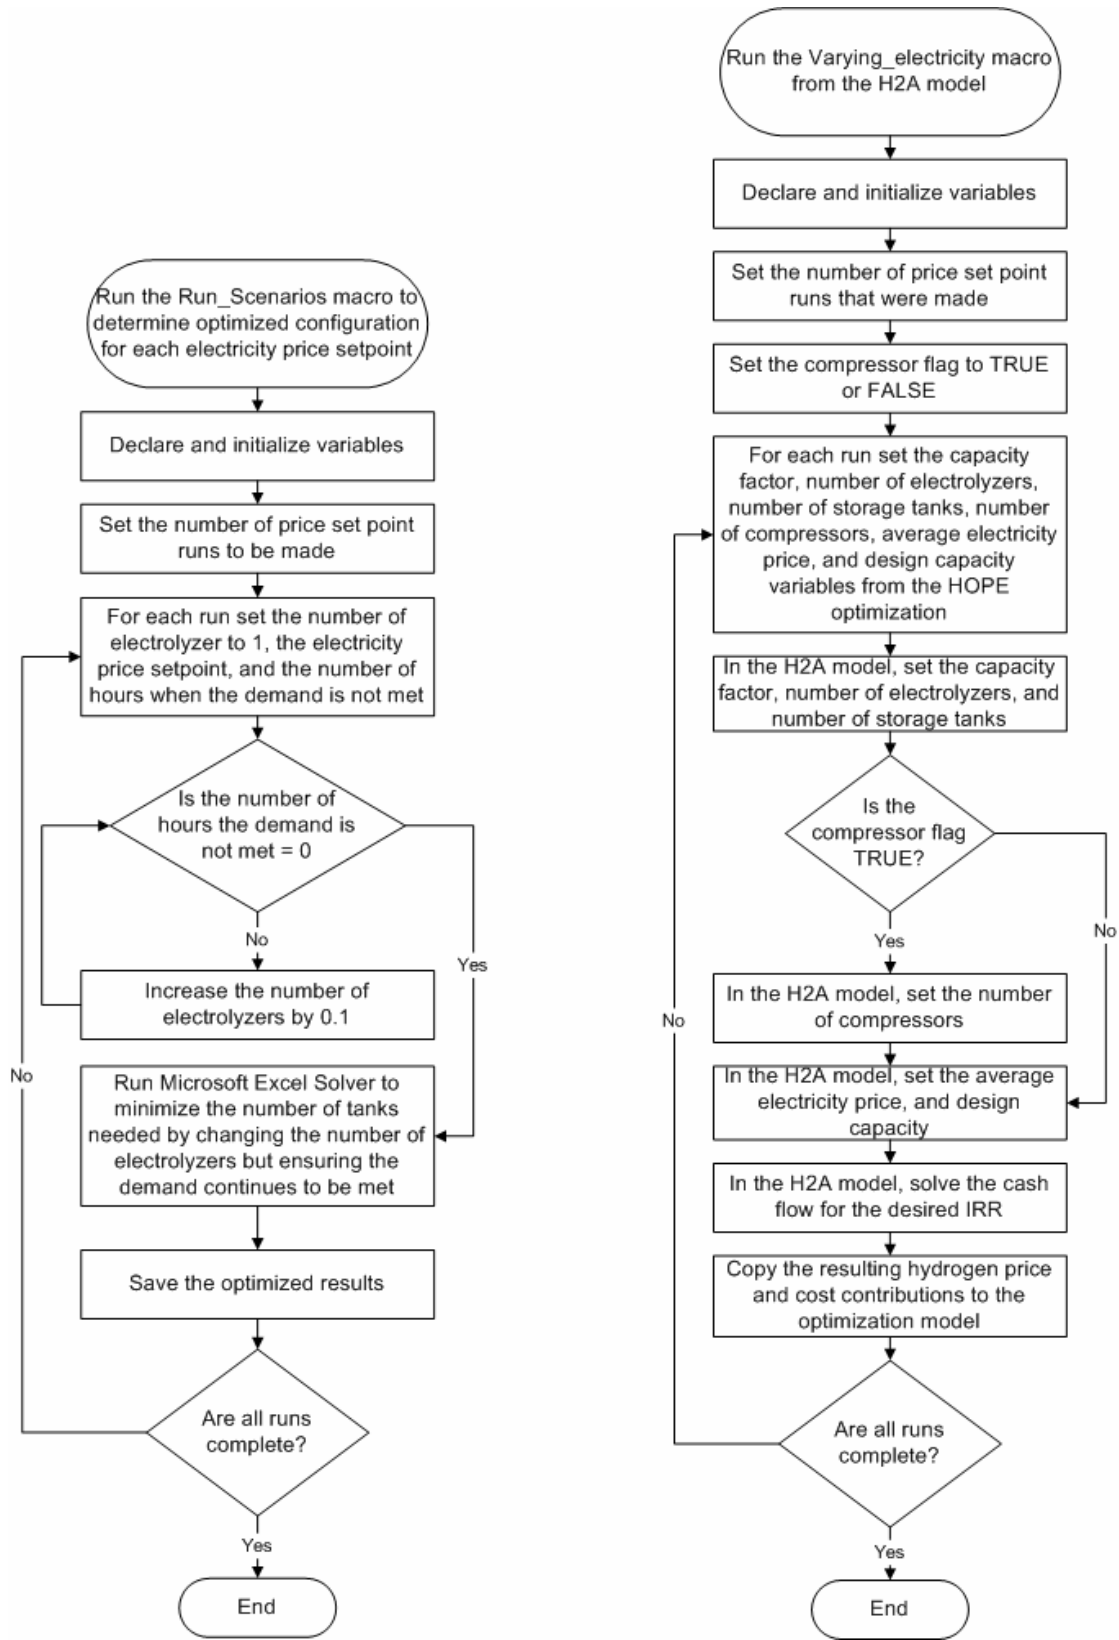 Run the Run_Scenarios macro to
determine optimized configuration
for each electricity price setpoint
Declare and initialize variables
Set the number of price set point
runs to be made
For each run set the number of
electrolyzer to 1, the electricity
price setpoint, and the number of
hours when the demand is not met
Is the number of
hours the demand is
not met = 0
No
Yes
Increase the number of
electrolyzers by 0.1
No
Run Microsoft Excel Solver to
minimize the number of tanks
needed by changing the number of
electrolyzers but ensuring the
demand continues to be met
Save the optimized results
Are all runs
complete?
Yes
End
Run the Varying_electricity macro
from the H2A model
Declare and initialize variables
Set the number of price set point
runs that were made
Set the compressor flag to TRUE
or FALSE
For each run set the capacity
factor, number of electrolyzers,
number of storage tanks, number
of compressors, average electricity
price, and design capacity
variables from the HOPE
optimization
In the H2A model, set the capacity
factor, number of electrolyzers, and
number of storage tanks
Is the
compressor flag
TRUE?
Yes
No
In the H2A model, set the number
of compressors
No
In the H2A model, set the average
electricity price, and design
capacity
In the H2A model, solve the cash
flow for the desired IRR
Copy the resulting hydrogen price
and cost contributions to the
optimization model
Are all runs
complete?
Yes
End